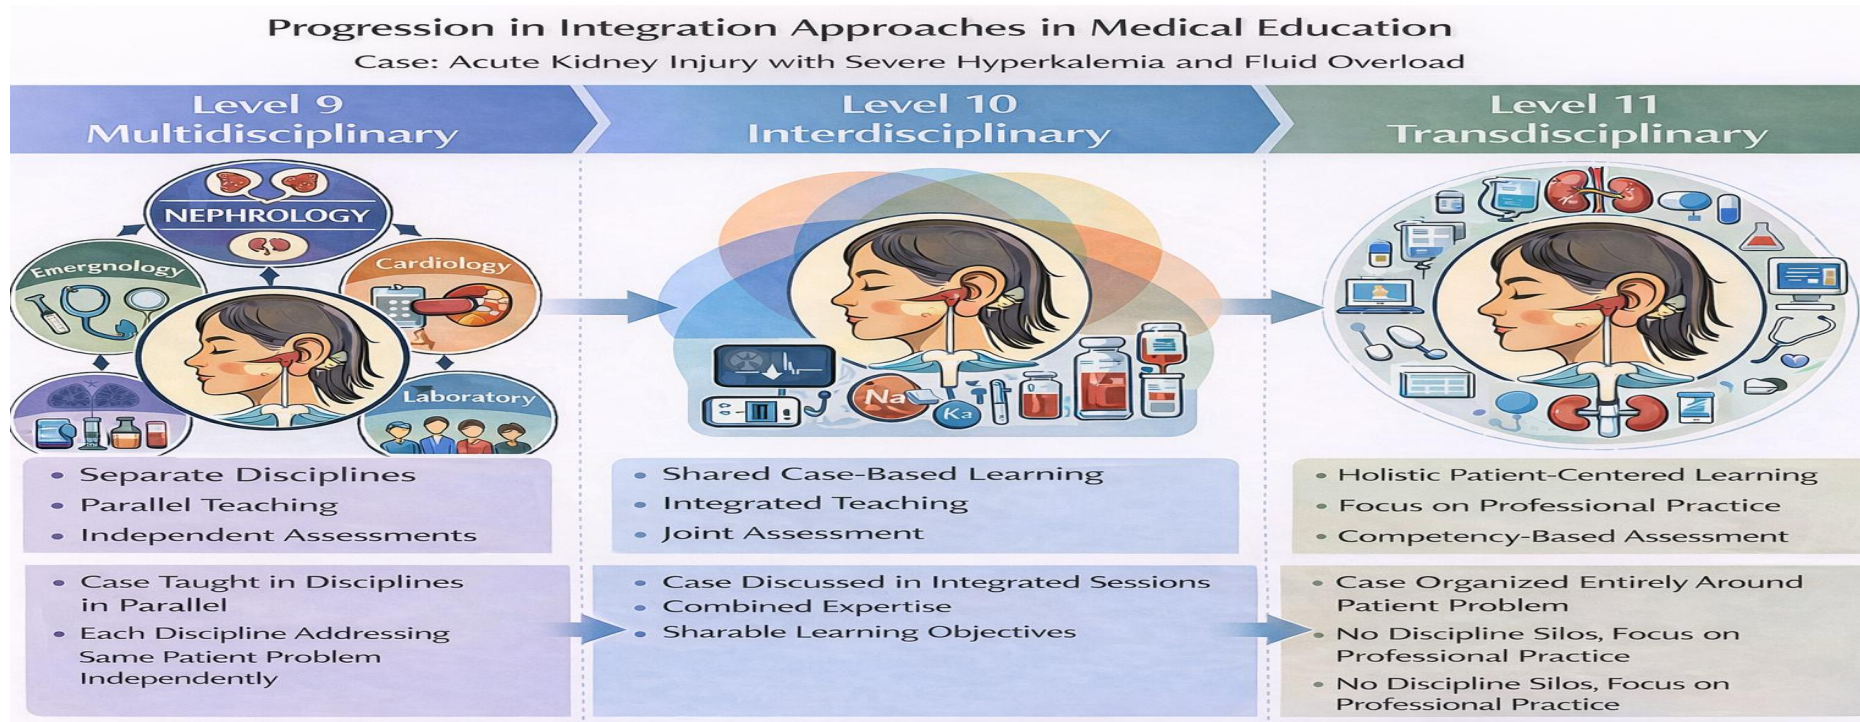 Progression in Integration Approaches in Medical Education
Case: Acute Kidney Injury with Severe Hyperkalemia and Fluid Overload
Level 9
Multidisciplinary
Level 10
Interdisciplinary
Level 11
Transdisciplinary
NEPHROLOGY
Emergnology
Cardiology
Laboratory
Na
Ka
• Separate Disciplines
• Parallel Teaching
• Independent Assessments
• Shared Case-Based Learning
• Integrated Teaching
• Joint Assessment
• Holistic Patient-Centered Learning
• Focus on Professional Practice
• Competency-Based Assessment
• Case Taught in Disciplines
in Parallel
• Each Discipline Addressing
Same Patient Problem
Independently
• Case Discussed in Integrated Sessions
• Combined Expertise
• Sharable Learning Objectives
• Case Organized Entirely Around
Patient Problem
• No Discipline Silos, Focus on
Professional Practice
• No Discipline Silos, Focus on
Professional Practice